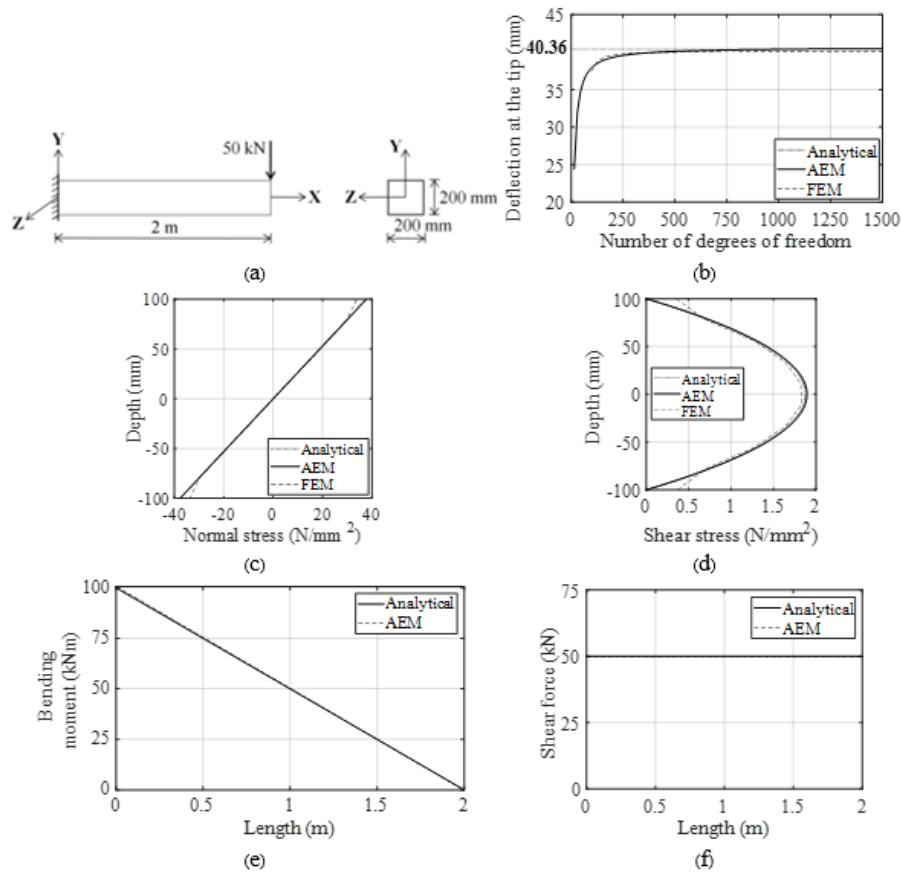 Y
50 kN
X
Z
2 m
Y
Z
200 mm
200 mm
(a)
Deflection at the tip (mm)
45
40.36
35
30
25
20
0
250
500
750
1000
1250
1500
Analytical
AEM
FEM
Number of degrees of freedom
(b)
Depth (mm)
100
50
0
-50
-100
-40
-20
0
20
40
Analytical
AEM
FEM
Normal stress (N/mm 2)
(c)
Depth (mm)
100
50
0
-50
-100
0
0.5
1
1.5
2
Analytical
AEM
FEM
Shear stress (N/mm2)
(d)
Bending
moment (kNm)
100
75
50
25
0
0
0.5
1
1.5
2
Analytical
AEM
Length (m)
(e)
Shear force (kN)
75
50
25
0
0
0.5
1
1.5
2
Analytical
AEM
Length (m)
(f)